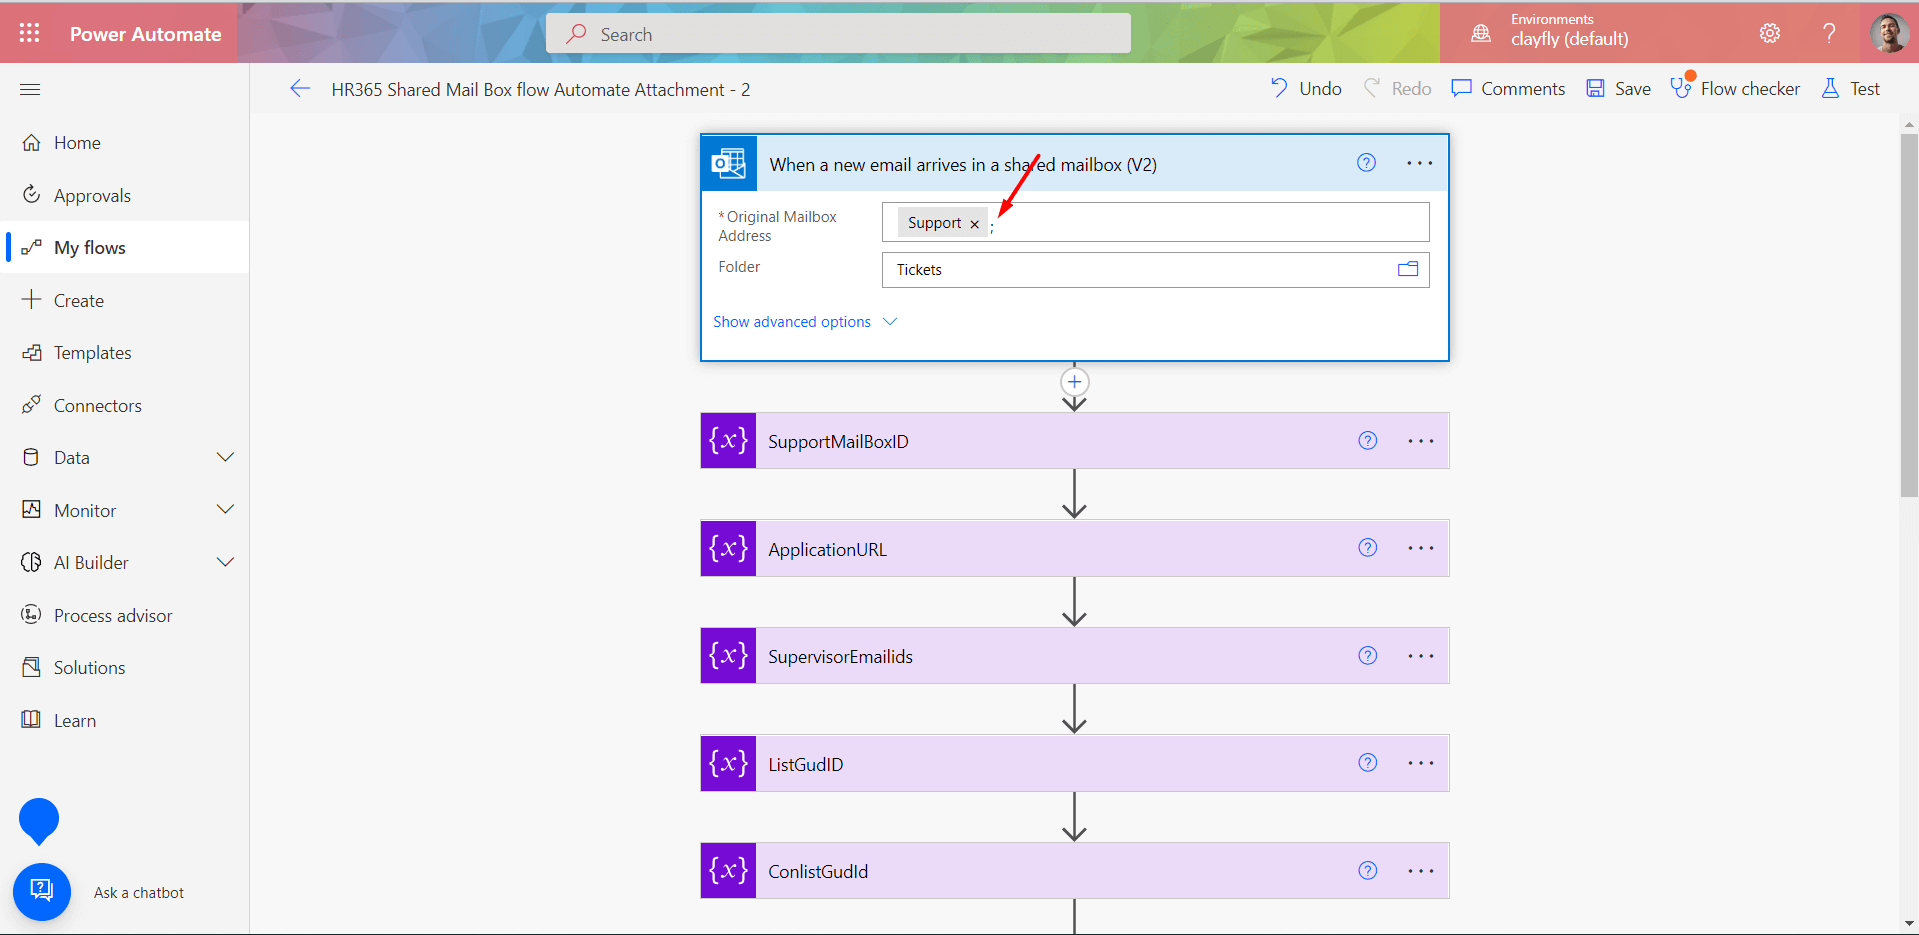 Power Automate
Search
Environments
clayfly (default)
?
HR365 Shared Mail Box flow Automate Attachment - 2
Undo
Redo
Comments
Save
Flow checker
Test
Home
Approvals
My flows
Create
Templates
Connectors
Data
Monitor
AI Builder
Process advisor
Solutions
Learn
Ask a chatbot
When a new email arrives in a shared mailbox (V2)
* Original Mailbox
Address
Support × ;
Folder
Tickets
Show advanced options
{x} SupportMailBoxID
{x} ApplicationURL
{x} SupervisorEmailids
{x} ListGudID
{x} ConlistGudId